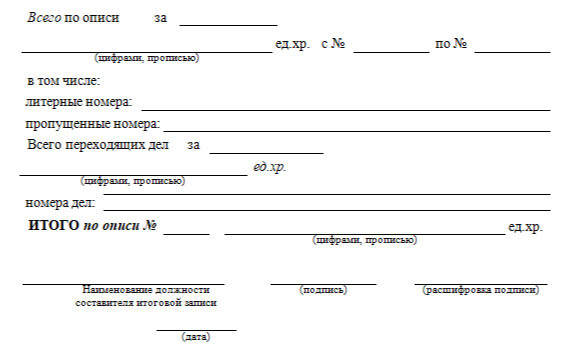 Всего по описи за
ед.хр. с № по №
(цифрами, прописью)
в том числе:
литерные номера:
пропущенные номера:
Всего переходящих дел за
ед.хр.
(цифрами, прописью)
номера дел:
ИТОГО по описи № ед.хр.
(цифрами, прописью)
Наименование должности (подпись) (расшифровка подписи)
составителя итоговой записи
(дата)